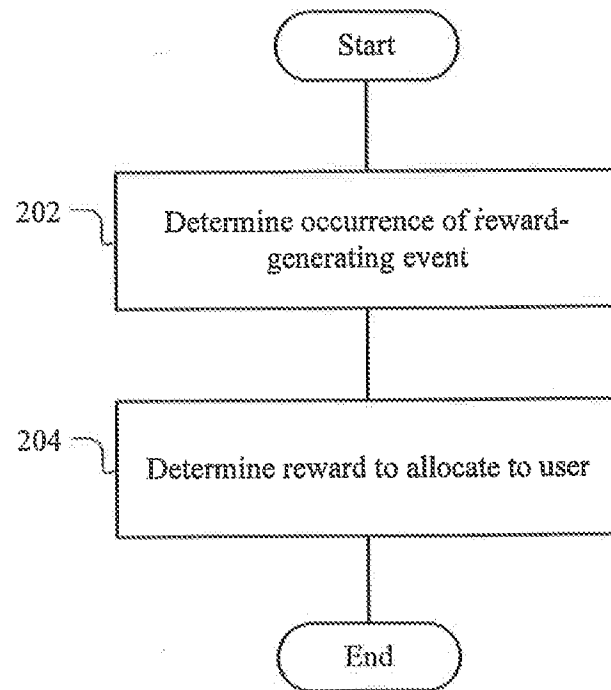 Start
202
Determine occurrence of reward-
generating event
204
Determine reward to allocate to user
End